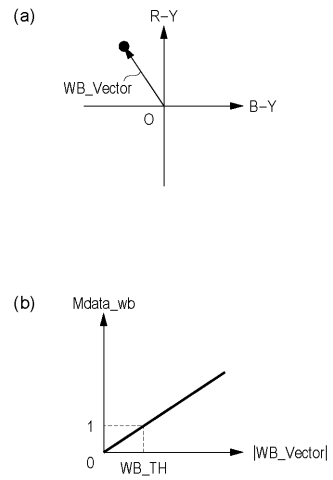 (a)
R–Y
WB_Vector
B–Y
O
(b)
Mdata_wb
1
0
WB_TH
|WB_Vector|